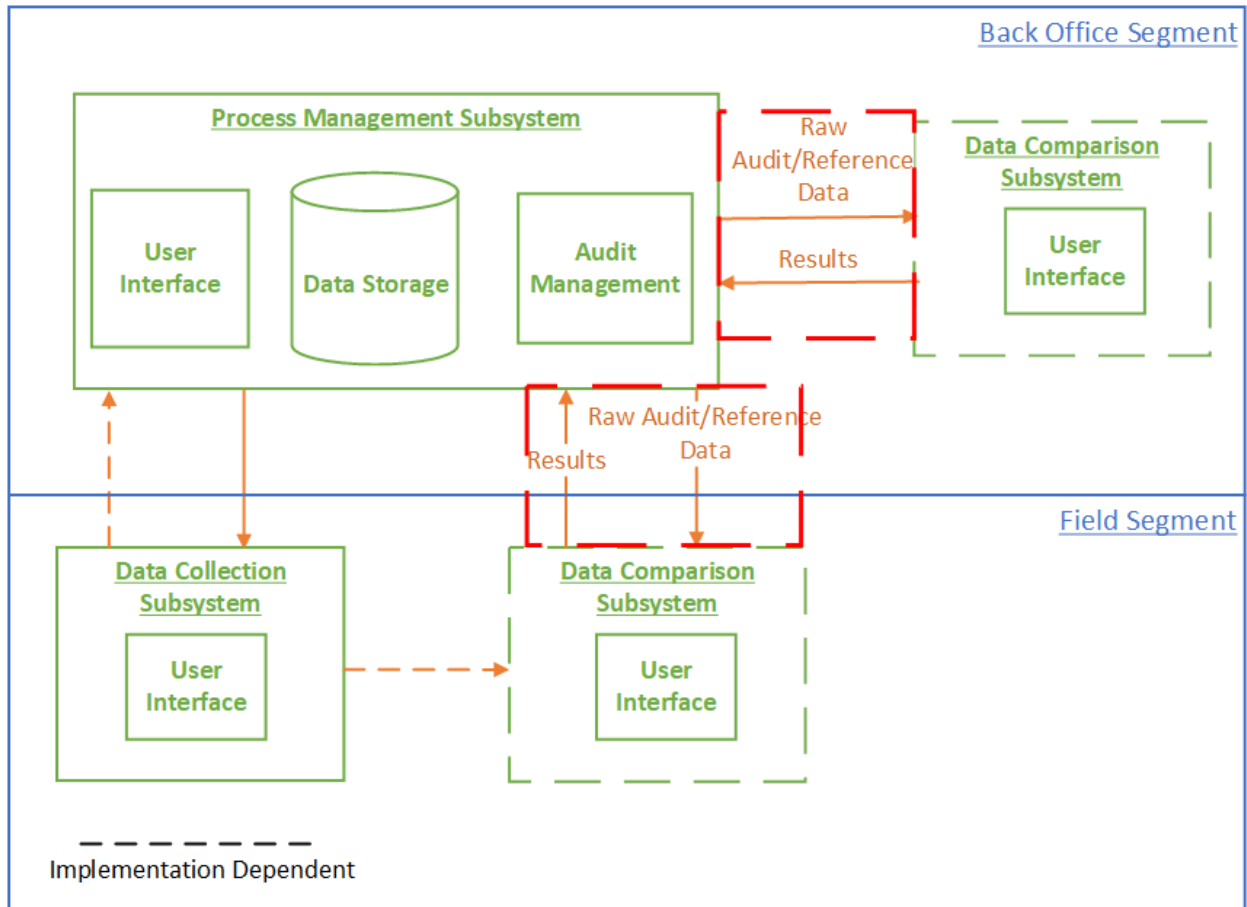 Back Office Segment
Process Management Subsystem
User
Interface
Data Storage
Audit
Management
Raw
Audit/Reference
Data
Results
Data Comparison
Subsystem
User
Interface
Raw Audit/Reference
Data
Results
Field Segment
Data Collection
Subsystem
User
Interface
Data Comparison
Subsystem
User
Interface
Implementation Dependent